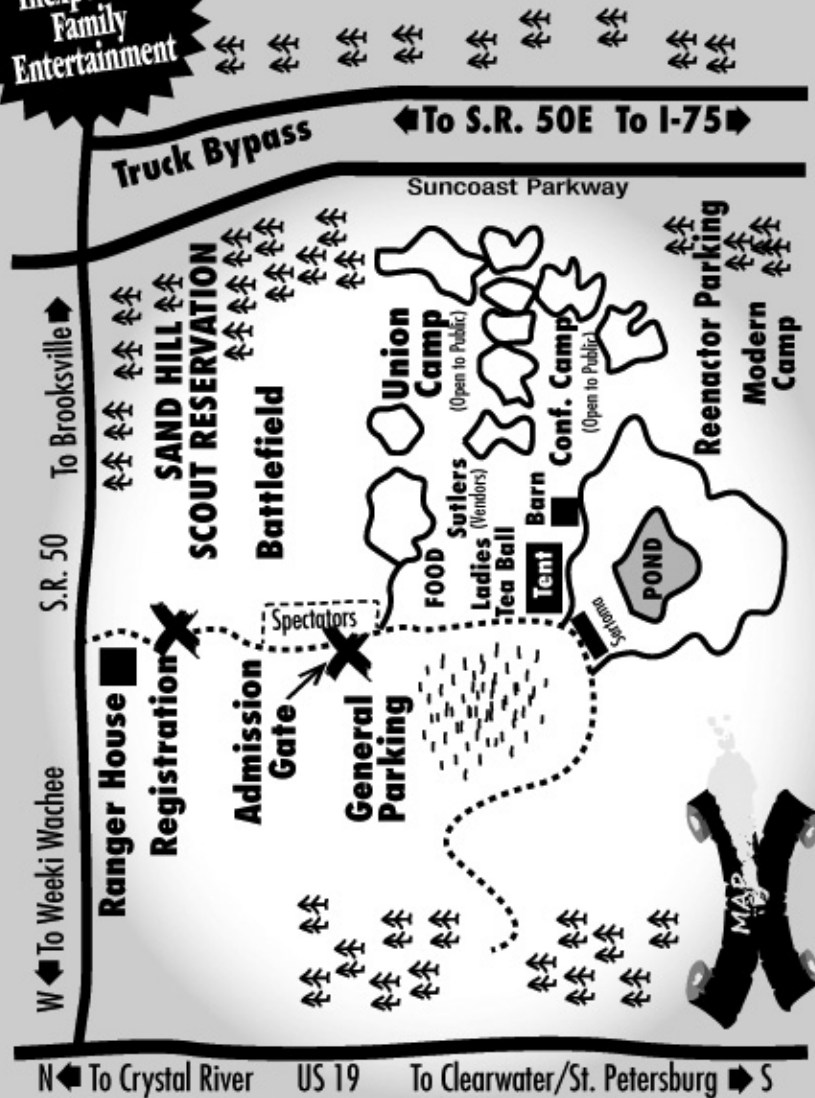 Family
Entertainment
Truck Bypass
To S.R. 50E To I-75
Suncoast Parkway
W To Weeki Wachee
S.R. 50
To Brooksville
SAND HILL
SCOUT RESERVATION
Battlefield
Union
Camp
(Open to Public)
Conf. Camp
(Open to Public)
Reenactor Parking
Modern
Camp
Ranger House
Registration
Admission
Gate
Spectators
General
Parking
FOOD
Sutlers
(Vendors)
Ladies
Tea Ball
Tent
Barn
Sertoma
POND
MAP
N To Crystal River
US 19
To Clearwater/St. Petersburg S